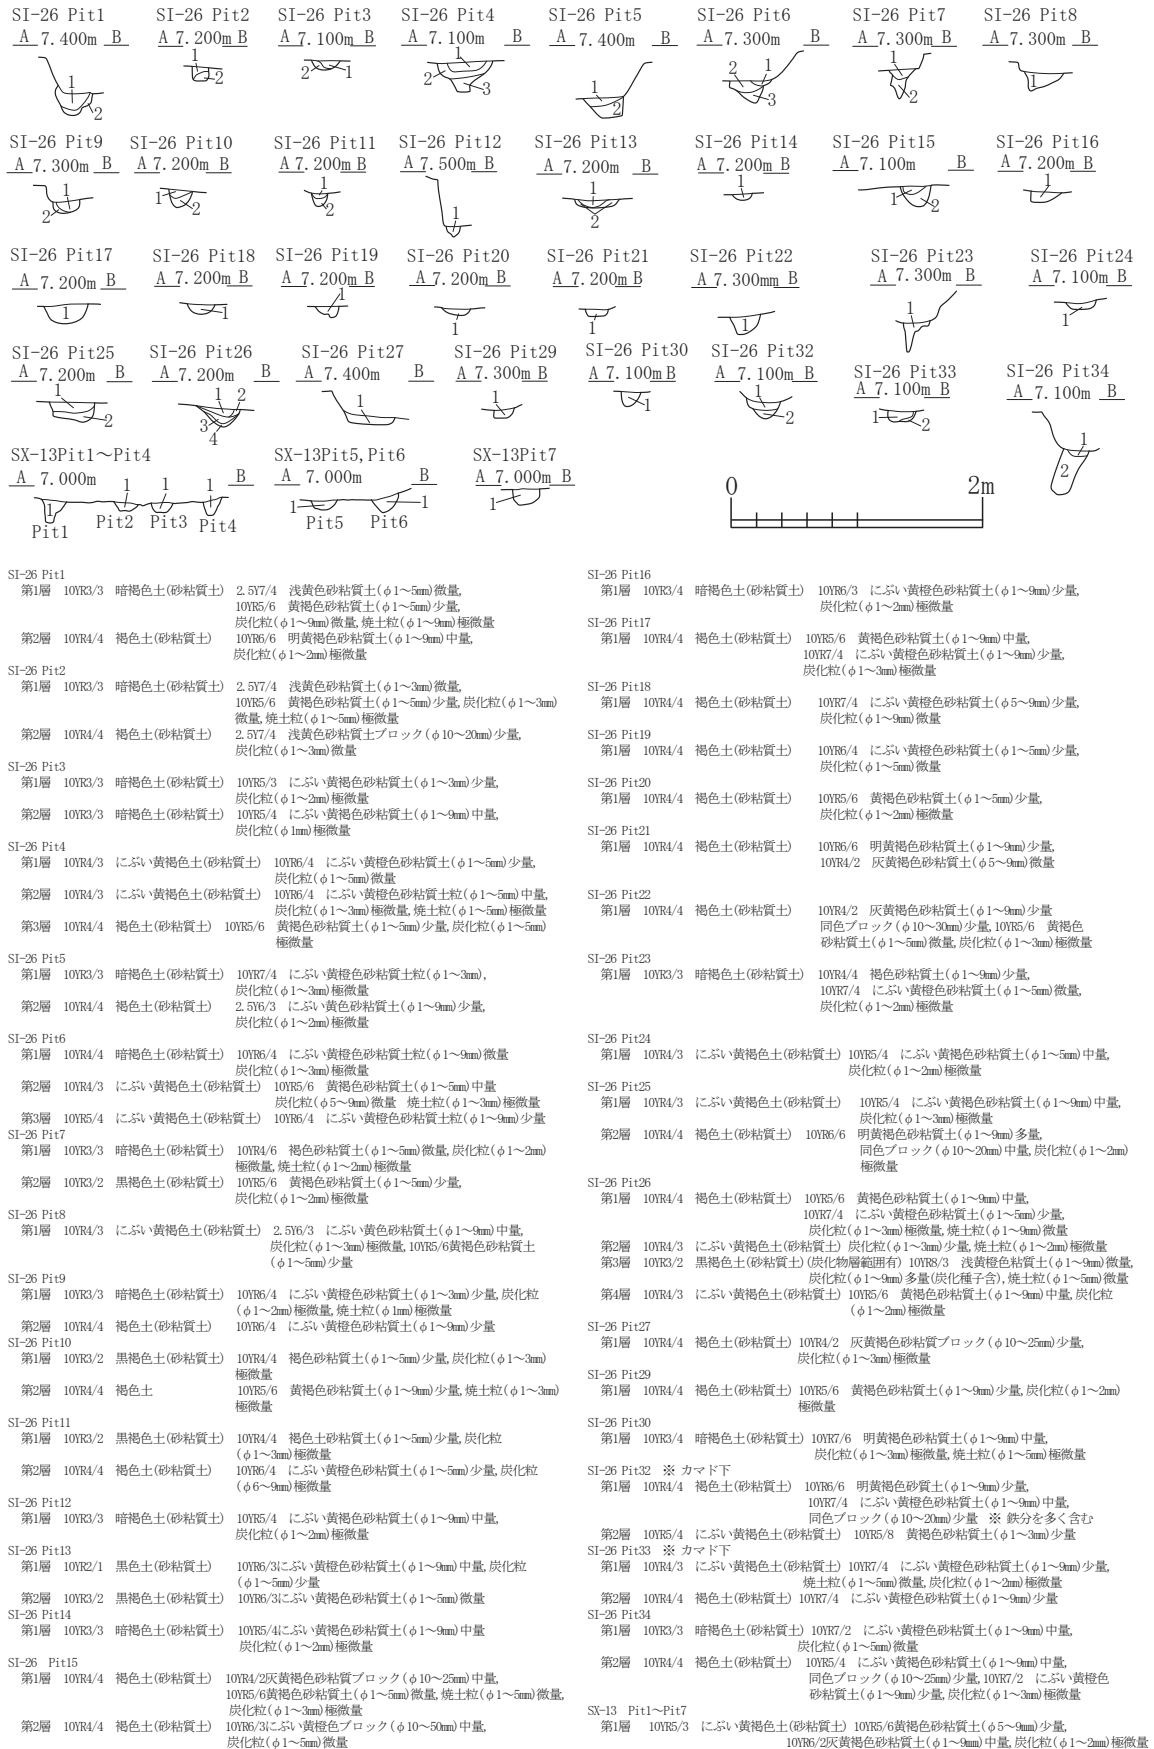 SI-26 Pit1 SI-26 Pit2 SI-26 Pit3 SI-26 Pit4 SI-26 Pit5 SI-26 Pit6 SI-26 Pit7 SI-26 Pit8
A 7.400m B A 7.200m B A 7.100m B A 7.100m B A 7.400m B A 7.300m B A 7.300m B A 7.300m B
1 2 1 2 2 1 1 2 3 1 2 2 1 3 1 2 1
SI-26 Pit9 SI-26 Pit10 SI-26 Pit11 SI-26 Pit12 SI-26 Pit13 SI-26 Pit14 SI-26 Pit15 SI-26 Pit16
A 7.300m B A 7.200m B A 7.200m B A 7.500m B A 7.200m B A 7.200m B A 7.100m B A 7.200m B
1 2 1 2 1 2 1 1 2 1 1 2 1
SI-26 Pit17 SI-26 Pit18 SI-26 Pit19 SI-26 Pit20 SI-26 Pit21 SI-26 Pit22 SI-26 Pit23 SI-26 Pit24
A 7.200m B A 7.200m B A 7.200m B A 7.200m B A 7.200m B A 7.300mm B A 7.300m B A 7.100m B
1 1 1 1 1 1 1 1
SI-26 Pit25 SI-26 Pit26 SI-26 Pit27 SI-26 Pit29 SI-26 Pit30 SI-26 Pit32 SI-26 Pit33 SI-26 Pit34
A 7.200m B A 7.200m B A 7.400m B A 7.300m B A 7.100m B A 7.100m B A 7.100m B A 7.100m B
1 2 1 2 3 4 1 1 1 1 2 1 2 1 2
SX-13Pit1～Pit4 SX-13Pit5,Pit6 SX-13Pit7
A 7.000m B A 7.000m B A 7.000m B
1 1 1 1 1 1 1
Pit1 Pit2 Pit3 Pit4 Pit5 Pit6
0 2m
SI-26 Pit1
第1層 10YR3/3 暗褐色土(砂粘質土) 2.5Y7/4 浅黄色砂粘質土(φ1～5mm)微量,
10YR5/6 黄褐色砂粘質土(φ1～5mm)少量,
炭化粒(φ1～9mm)微量,焼土粒(φ1～9mm)極微量
第2層 10YR4/4 褐色土(砂粘質土) 10YR6/6 明黄褐色砂粘質土(φ1～9mm)中量,
炭化粒(φ1～2mm)極微量
SI-26 Pit2
第1層 10YR3/3 暗褐色土(砂粘質土) 2.5Y7/4 浅黄色砂粘質土(φ1～3mm)微量,
10YR5/6 黄褐色砂粘質土(φ1～5mm)少量,炭化粒(φ1～3mm)
微量,焼土粒(φ1～5mm)極微量
第2層 10YR4/4 褐色土(砂粘質土) 2.5Y7/4 浅黄色砂粘質土ブロック(φ10～20mm)少量,
炭化粒(φ1～3mm)微量
SI-26 Pit3
第1層 10YR3/3 暗褐色土(砂粘質土) 10YR5/3 にぶい黄褐色砂粘質土(φ1～3mm)少量,
炭化粒(φ1～2mm)極微量
第2層 10YR3/3 暗褐色土(砂粘質土) 10YR5/4 にぶい黄褐色砂粘質土(φ1～9mm)中量,
炭化粒(φ1mm)極微量
SI-26 Pit4
第1層 10YR4/3 にぶい黄褐色土(砂粘質土) 10YR6/4 にぶい黄橙色砂粘質土(φ1～5mm)少量,
炭化粒(φ1～5mm)微量
第2層 10YR4/3 にぶい黄褐色土(砂粘質土) 10YR6/4 にぶい黄橙色砂粘質土粒(φ1～5mm)中量,
炭化粒(φ1～3mm)極微量,焼土粒(φ1～5mm)極微量
第3層 10YR4/4 褐色土(砂粘質土) 10YR5/6 黄褐色砂粘質土(φ1～5mm)少量,炭化粒(φ1～5mm)
極微量
SI-26 Pit5
第1層 10YR3/3 暗褐色土(砂粘質土) 10YR7/4 にぶい黄橙色砂粘質土粒(φ1～3mm),
炭化粒(φ1～3mm)極微量
第2層 10YR4/4 褐色土(砂粘質土) 2.5Y6/3 にぶい黄色砂粘質土(φ1～9mm)少量,
炭化粒(φ1～2mm)極微量
SI-26 Pit6
第1層 10YR4/4 暗褐色土(砂粘質土) 10YR6/4 にぶい黄橙色砂粘質土粒(φ1～9mm)微量
炭化粒(φ1～3mm)極微量
第2層 10YR4/3 にぶい黄褐色土(砂粘質土) 10YR5/6 黄褐色砂粘質土(φ1～5mm)中量
炭化粒(φ5～9mm)微量 焼土粒(φ1～3mm)極微量
第3層 10YR5/4 にぶい黄褐色土(砂粘質土) 10YR6/4 にぶい黄橙色砂粘質土粒(φ1～9mm)少量
SI-26 Pit7
第1層 10YR3/3 暗褐色土(砂粘質土) 10YR4/6 褐色砂粘質土(φ1～5mm)微量,炭化粒(φ1～2mm)
極微量,焼土粒(φ1～2mm)極微量
第2層 10YR3/2 黒褐色土(砂粘質土) 10YR5/6 黄褐色砂粘質土(φ1～5mm)少量,
炭化粒(φ1～2mm)極微量
SI-26 Pit8
第1層 10YR4/3 にぶい黄褐色土(砂粘質土) 2.5Y6/3 にぶい黄色砂粘質土(φ1～9mm)中量,
炭化粒(φ1～3mm)極微量,10YR5/6黄褐色砂粘質土
(φ1～5mm)少量
SI-26 Pit9
第1層 10YR3/3 暗褐色土(砂粘質土) 10YR6/4 にぶい黄橙色砂粘質土(φ1～3mm)少量,炭化粒
(φ1～2mm)極微量,焼土粒(φ1mm)極微量
第2層 10YR4/4 褐色土(砂粘質土) 10YR6/4 にぶい黄橙色砂粘質土(φ1～9mm)少量
SI-26 Pit10
第1層 10YR3/2 黒褐色土(砂粘質土) 10YR4/4 褐色砂粘質土(φ1～5mm)少量,炭化粒(φ1～3mm)
極微量
第2層 10YR4/4 褐色土 10YR5/6 黄褐色砂粘質土(φ1～9mm)少量,焼土粒(φ1～3mm)
極微量
SI-26 Pit11
第1層 10YR3/2 黒褐色土(砂粘質土) 10YR4/4 褐色土砂粘質土(φ1～5mm)少量,炭化粒
(φ1～3mm)極微量
第2層 10YR4/4 褐色土(砂粘質土) 10YR6/4 にぶい黄橙色砂粘質土(φ1～5mm)少量,炭化粒
(φ6～9mm)極微量
SI-26 Pit12
第1層 10YR3/3 暗褐色土(砂粘質土) 10YR5/4 にぶい黄褐色砂粘質土(φ1～9mm)中量,
炭化粒(φ1～2mm)極微量
SI-26 Pit13
第1層 10YR2/1 黒色土(砂粘質土) 10YR6/3にぶい黄橙色砂粘質土(φ1～9mm)中量,炭化粒
(φ1～5mm)少量
第2層 10YR3/2 黒褐色土(砂粘質土) 10YR6/3にぶい黄褐色砂粘質土(φ1～5mm)微量
SI-26 Pit14
第1層 10YR3/3 暗褐色土(砂粘質土) 10YR5/4にぶい黄褐色砂粘質土(φ1～9mm)中量
炭化粒(φ1～2mm)極微量
SI-26 Pit15
第1層 10YR4/4 褐色土(砂粘質土) 10YR4/2灰黄褐色砂粘質ブロック(φ10～25mm)中量,
10YR5/6黄褐色砂粘質土(φ1～5mm)微量,焼土粒(φ1～5mm)微量,
炭化粒(φ1～3mm)極微量
第2層 10YR4/4 褐色土(砂粘質土) 10YR6/3にぶい黄橙色ブロック(φ10～50mm)中量,
炭化粒(φ1～5mm)微量
SI-26 Pit16
第1層 10YR3/4 暗褐色土(砂粘質土) 10YR6/3 にぶい黄橙色砂粘質土(φ1～9mm)少量,
炭化粒(φ1～2mm)極微量
SI-26 Pit17
第1層 10YR4/4 褐色土(砂粘質土) 10YR5/6 黄褐色砂粘質土(φ1～9mm)中量,
10YR7/4 にぶい黄橙色砂粘質土(φ1～9mm)少量,
炭化粒(φ1～3mm)極微量
SI-26 Pit18
第1層 10YR4/4 褐色土(砂粘質土) 10YR7/4 にぶい黄橙色砂粘質土(φ5～9mm)少量,
炭化粒(φ1～9mm)微量
SI-26 Pit19
第1層 10YR4/4 褐色土(砂粘質土) 10YR6/4 にぶい黄橙色砂粘質土(φ1～5mm)少量,
炭化粒(φ1～5mm)微量
SI-26 Pit20
第1層 10YR4/4 褐色土(砂粘質土) 10YR5/6 黄褐色砂粘質土(φ1～5mm)少量,
炭化粒(φ1～2mm)極微量
SI-26 Pit21
第1層 10YR4/4 褐色土(砂粘質土) 10YR6/6 明黄褐色砂粘質土(φ1～9mm)少量,
10YR4/2 灰黄褐色砂粘質土(φ5～9mm)微量
SI-26 Pit22
第1層 10YR4/4 褐色土(砂粘質土) 10YR4/2 灰黄褐色砂粘質土(φ1～9mm)少量
同色ブロック(φ10～30mm)少量,10YR5/6 黄褐色
砂粘質土(φ1～5mm)微量,炭化粒(φ1～3mm)極微量
SI-26 Pit23
第1層 10YR3/3 暗褐色土(砂粘質土) 10YR4/4 褐色砂粘質土(φ1～9mm)少量,
10YR7/4 にぶい黄橙色砂粘質土(φ1～5mm)微量,
炭化粒(φ1～2mm)極微量
SI-26 Pit24
第1層 10YR4/3 にぶい黄褐色土(砂粘質土) 10YR5/4 にぶい黄褐色砂粘質土(φ1～5mm)中量,
炭化粒(φ1～2mm)極微量
SI-26 Pit25
第1層 10YR4/3 にぶい黄褐色土(砂粘質土) 10YR5/4 にぶい黄褐色砂粘質土(φ1～9mm)中量,
炭化粒(φ1～3mm)極微量
第2層 10YR4/4 褐色土(砂粘質土) 10YR6/6 明黄褐色砂粘質土(φ1～9mm)多量,
同色ブロック(φ10～20mm)中量,炭化粒(φ1～2mm)
極微量
SI-26 Pit26
第1層 10YR4/4 褐色土(砂粘質土) 10YR5/6 黄褐色砂粘質土(φ1～9mm)中量,
10YR7/4 にぶい黄橙色砂粘質土(φ1～5mm)少量,
炭化粒(φ1～3mm)極微量,焼土粒(φ1～9mm)微量
第2層 10YR4/3 にぶい黄褐色土(砂粘質土) 炭化粒(φ1～3mm)少量,焼土粒(φ1～2mm)極微量
第3層 10YR3/2 黒褐色土(砂粘質土)(炭化物層範囲有) 10YR8/3 浅黄橙色粘質土(φ1～9mm)微量,
炭化粒(φ1～9mm)多量(炭化種子含),焼土粒(φ1～5mm)微量
第4層 10YR4/3 にぶい黄褐色土(砂粘質土) 10YR5/6 黄褐色砂粘質土(φ1～9mm)中量,炭化粒
(φ1～2mm)極微量
SI-26 Pit27
第1層 10YR4/4 褐色土(砂粘質土) 10YR4/2 灰黄褐色砂粘質ブロック(φ10～25mm)少量,
炭化粒(φ1～3mm)極微量
SI-26 Pit29
第1層 10YR4/4 褐色土(砂粘質土) 10YR5/6 黄褐色砂粘質土(φ1～9mm)少量,炭化粒(φ1～2mm)
極微量
SI-26 Pit30
第1層 10YR3/4 暗褐色土(砂粘質土) 10YR7/6 明黄褐色砂粘質土(φ1～9mm)中量,
炭化粒(φ1～3mm)極微量,焼土粒(φ1～5mm)極微量
SI-26 Pit32 ※ カマド下
第1層 10YR4/4 褐色土(砂粘質土) 10YR6/6 明黄褐色砂粘質土(φ1～9mm)少量,
10YR7/4 にぶい黄橙色砂粘質土(φ1～9mm)中量,
同色ブロック(φ10～20mm)少量 ※ 鉄分を多く含む
第2層 10YR5/4 にぶい黄褐色土(砂粘質土) 10YR5/8 黄褐色砂粘質土(φ1～3mm)少量
SI-26 Pit33 ※ カマド下
第1層 10YR4/3 にぶい黄褐色土(砂粘質土) 10YR7/4 にぶい黄橙色砂粘質土(φ1～9mm)少量,
焼土粒(φ1～5mm)微量,炭化粒(φ1～2mm)極微量
第2層 10YR4/4 褐色土(砂粘質土) 10YR7/4 にぶい黄橙色砂粘質土(φ1～9mm)少量
SI-26 Pit34
第1層 10YR3/3 暗褐色土(砂粘質土) 10YR7/2 にぶい黄橙色砂粘質土(φ1～9mm)中量,
炭化粒(φ1～5mm)微量
第2層 10YR4/4 褐色土(砂粘質土) 10YR5/4 にぶい黄褐色砂粘質土(φ1～9mm)中量,
同色ブロック(φ10～25mm)少量,10YR7/2 にぶい黄橙色
砂粘質土(φ1～9mm)少量,炭化粒(φ1～3mm)極微量
SX-13 Pit1～Pit7
第1層 10YR5/3 にぶい黄褐色土(砂粘質土) 10YR5/6黄褐色砂粘質土(φ5～9mm)少量,
10YR6/2灰黄褐色砂粘質土(φ1～9mm)中量,炭化粒(φ1～2mm)極微量